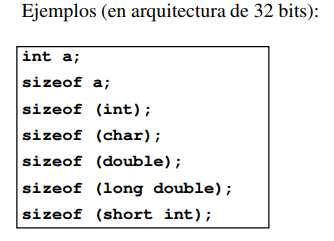 Ejemplos (en arquitectura de 32 bits):
int a;
sizeof a;
sizeof (int);
sizeof (char);
sizeof (double);
sizeof (long double);
sizeof (short int);